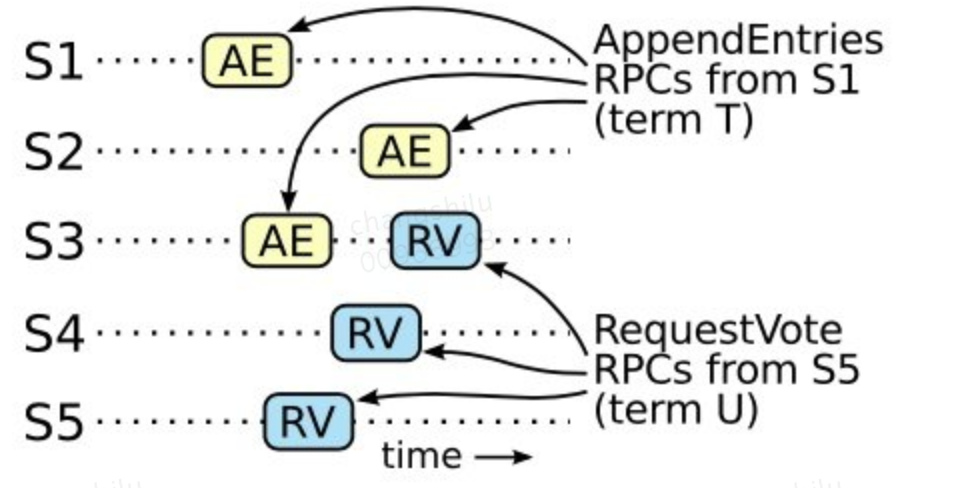 AppendEntries
RPCs from S1
(term T)
S1 AE
S2 AE
S3 AE RV
S4 RV
S5 RV
RequestVote
RPCs from S5
(term U)
time